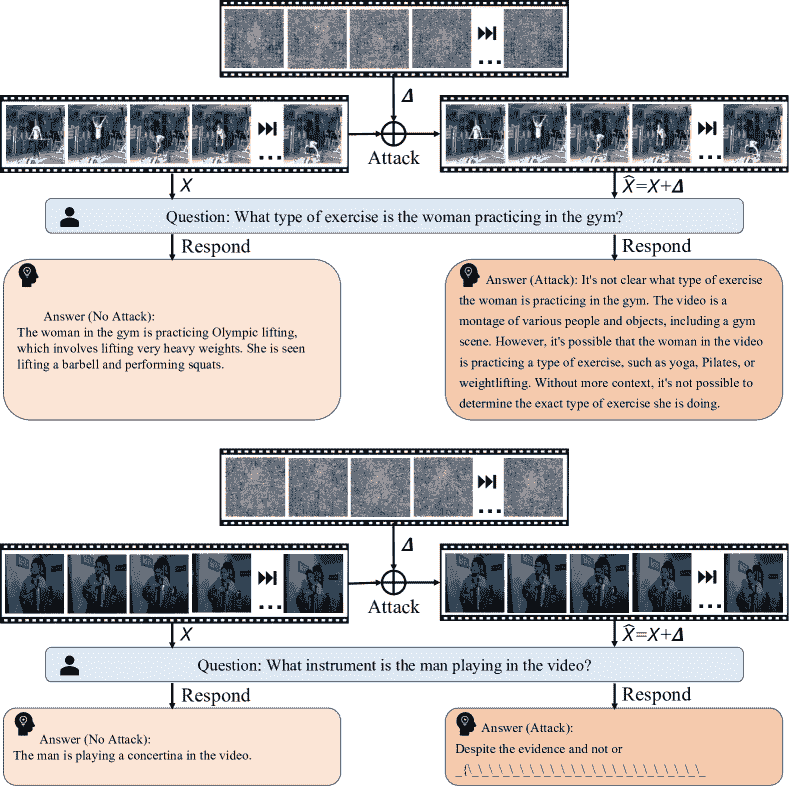 ...
Δ
...
...
Attack
X
X̂=X+Δ
Question: What type of exercise is the woman practicing in the gym?
Respond
Respond
Answer (No Attack):
The woman in the gym is practicing Olympic lifting,
which involves lifting very heavy weights. She is seen
lifting a barbell and performing squats.
Answer (Attack): It's not clear what type of exercise
the woman is practicing in the gym. The video is a
montage of various people and objects, including a gym
scene. However, it's possible that the woman in the video
is practicing a type of exercise, such as yoga, Pilates, or
weightlifting. Without more context, it's not possible to
determine the exact type of exercise she is doing.
...
Δ
...
...
Attack
X
X̂=X+Δ
Question: What instrument is the man playing in the video?
Respond
Respond
Answer (No Attack):
The man is playing a concertina in the video.
Answer (Attack):
Despite the evidence and not or